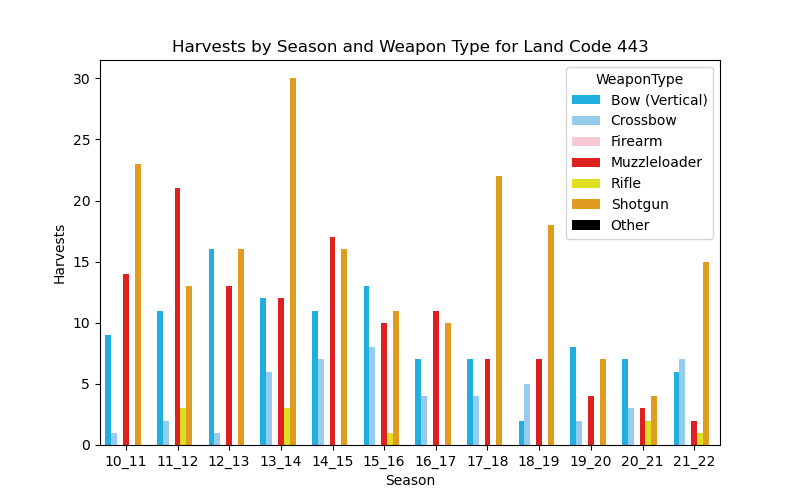 Harvests by Season and Weapon Type for Land Code 443
30
25
20
15
10
5
0
Harvests
WeaponType
Bow (Vertical)
Crossbow
Firearm
Muzzleloader
Rifle
Shotgun
Other
10_11 11_12 12_13 13_14 14_15 15_16 16_17 17_18 18_19 19_20 20_21 21_22
Season